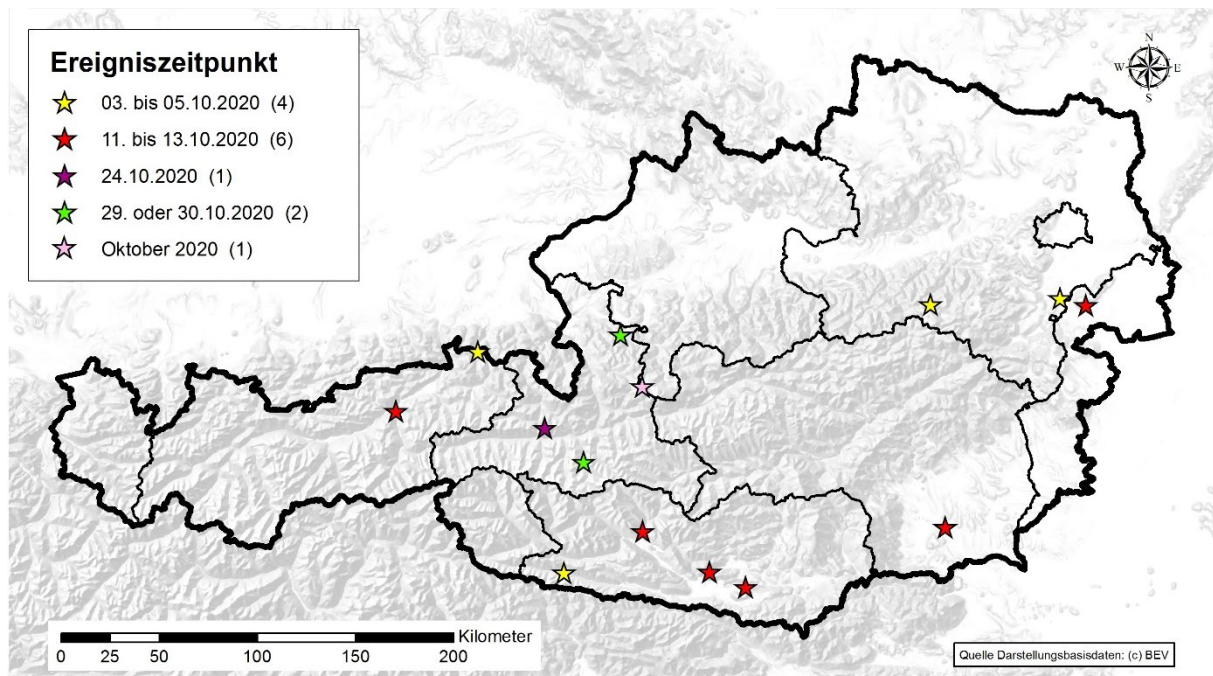 Ereigniszeitpunkt
03. bis 05.10.2020 (4)
11. bis 13.10.2020 (6)
24.10.2020 (1)
29. oder 30.10.2020 (2)
Oktober 2020 (1)
N
W E
S
Kilometer
0 25 50 100 150 200
Quelle Darstellungsbasisdaten: (c) BEV